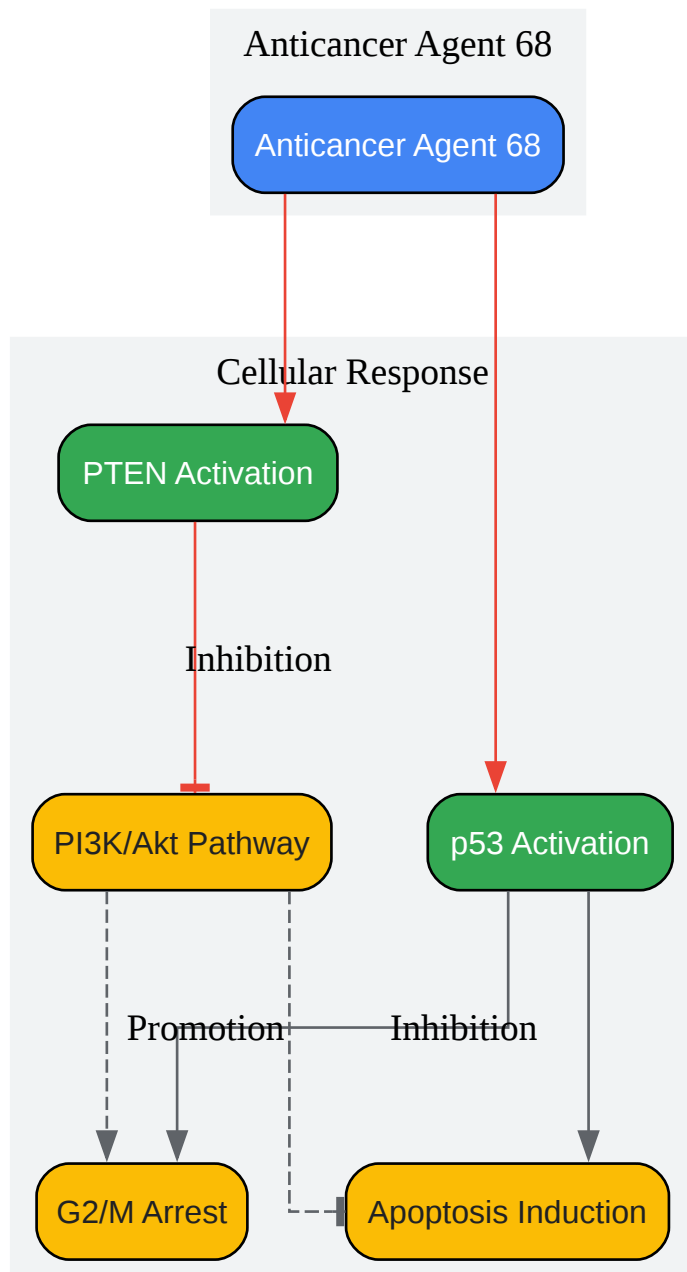 Anticancer Agent 68
Anticancer Agent 68
Cellular Response
PTEN Activation
Inhibition
PI3K/Akt Pathway
p53 Activation
Promotion
Inhibition
G2/M Arrest
Apoptosis Induction